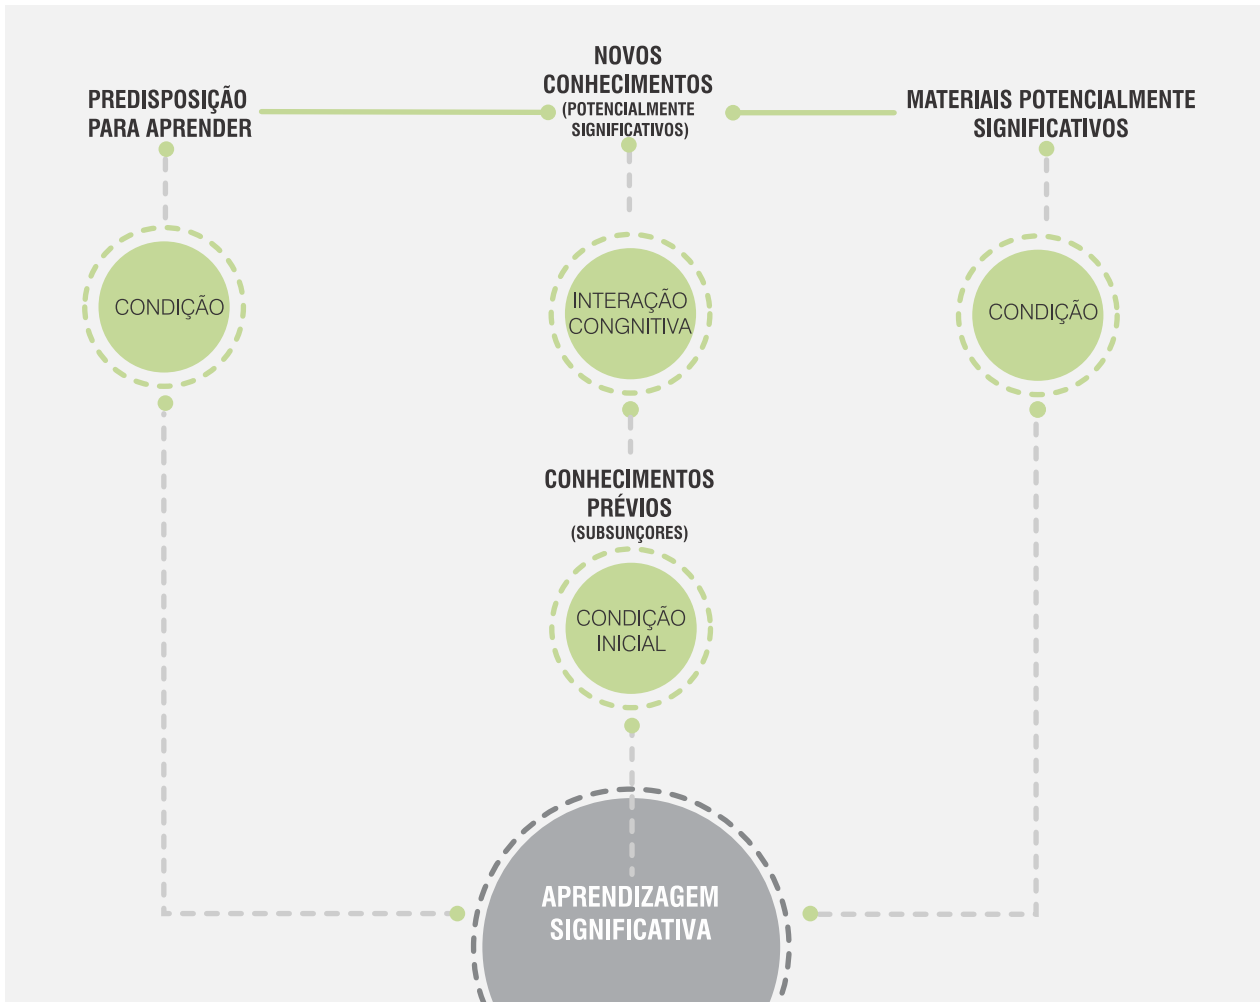 PREDISPOSIÇÃO
PARA APRENDER
NOVOS
CONHECIMENTOS
(POTENCIALMENTE
SIGNIFICATIVOS)
MATERIAIS POTENCIALMENTE
SIGNIFICATIVOS
CONDIÇÃO
INTERAÇÃO
CONGNITIVA
CONDIÇÃO
CONHECIMENTOS
PRÉVIOS
(SUBSUNÇORES)
CONDIÇÃO
INICIAL
APRENDIZAGEM
SIGNIFICATIVA